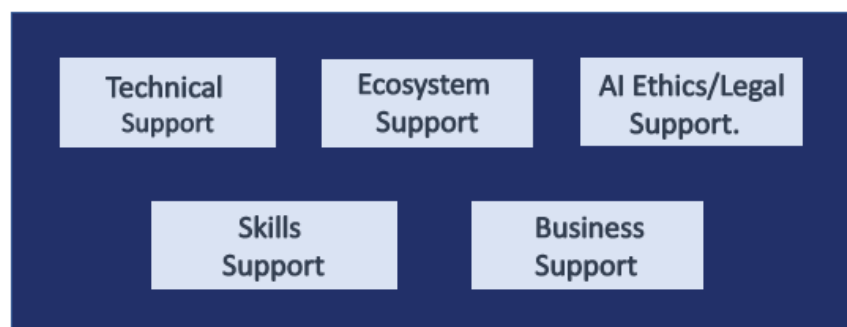 Technical
Support
Ecosystem
Support
AI Ethics/Legal
Support.
Skills
Support
Business
Support